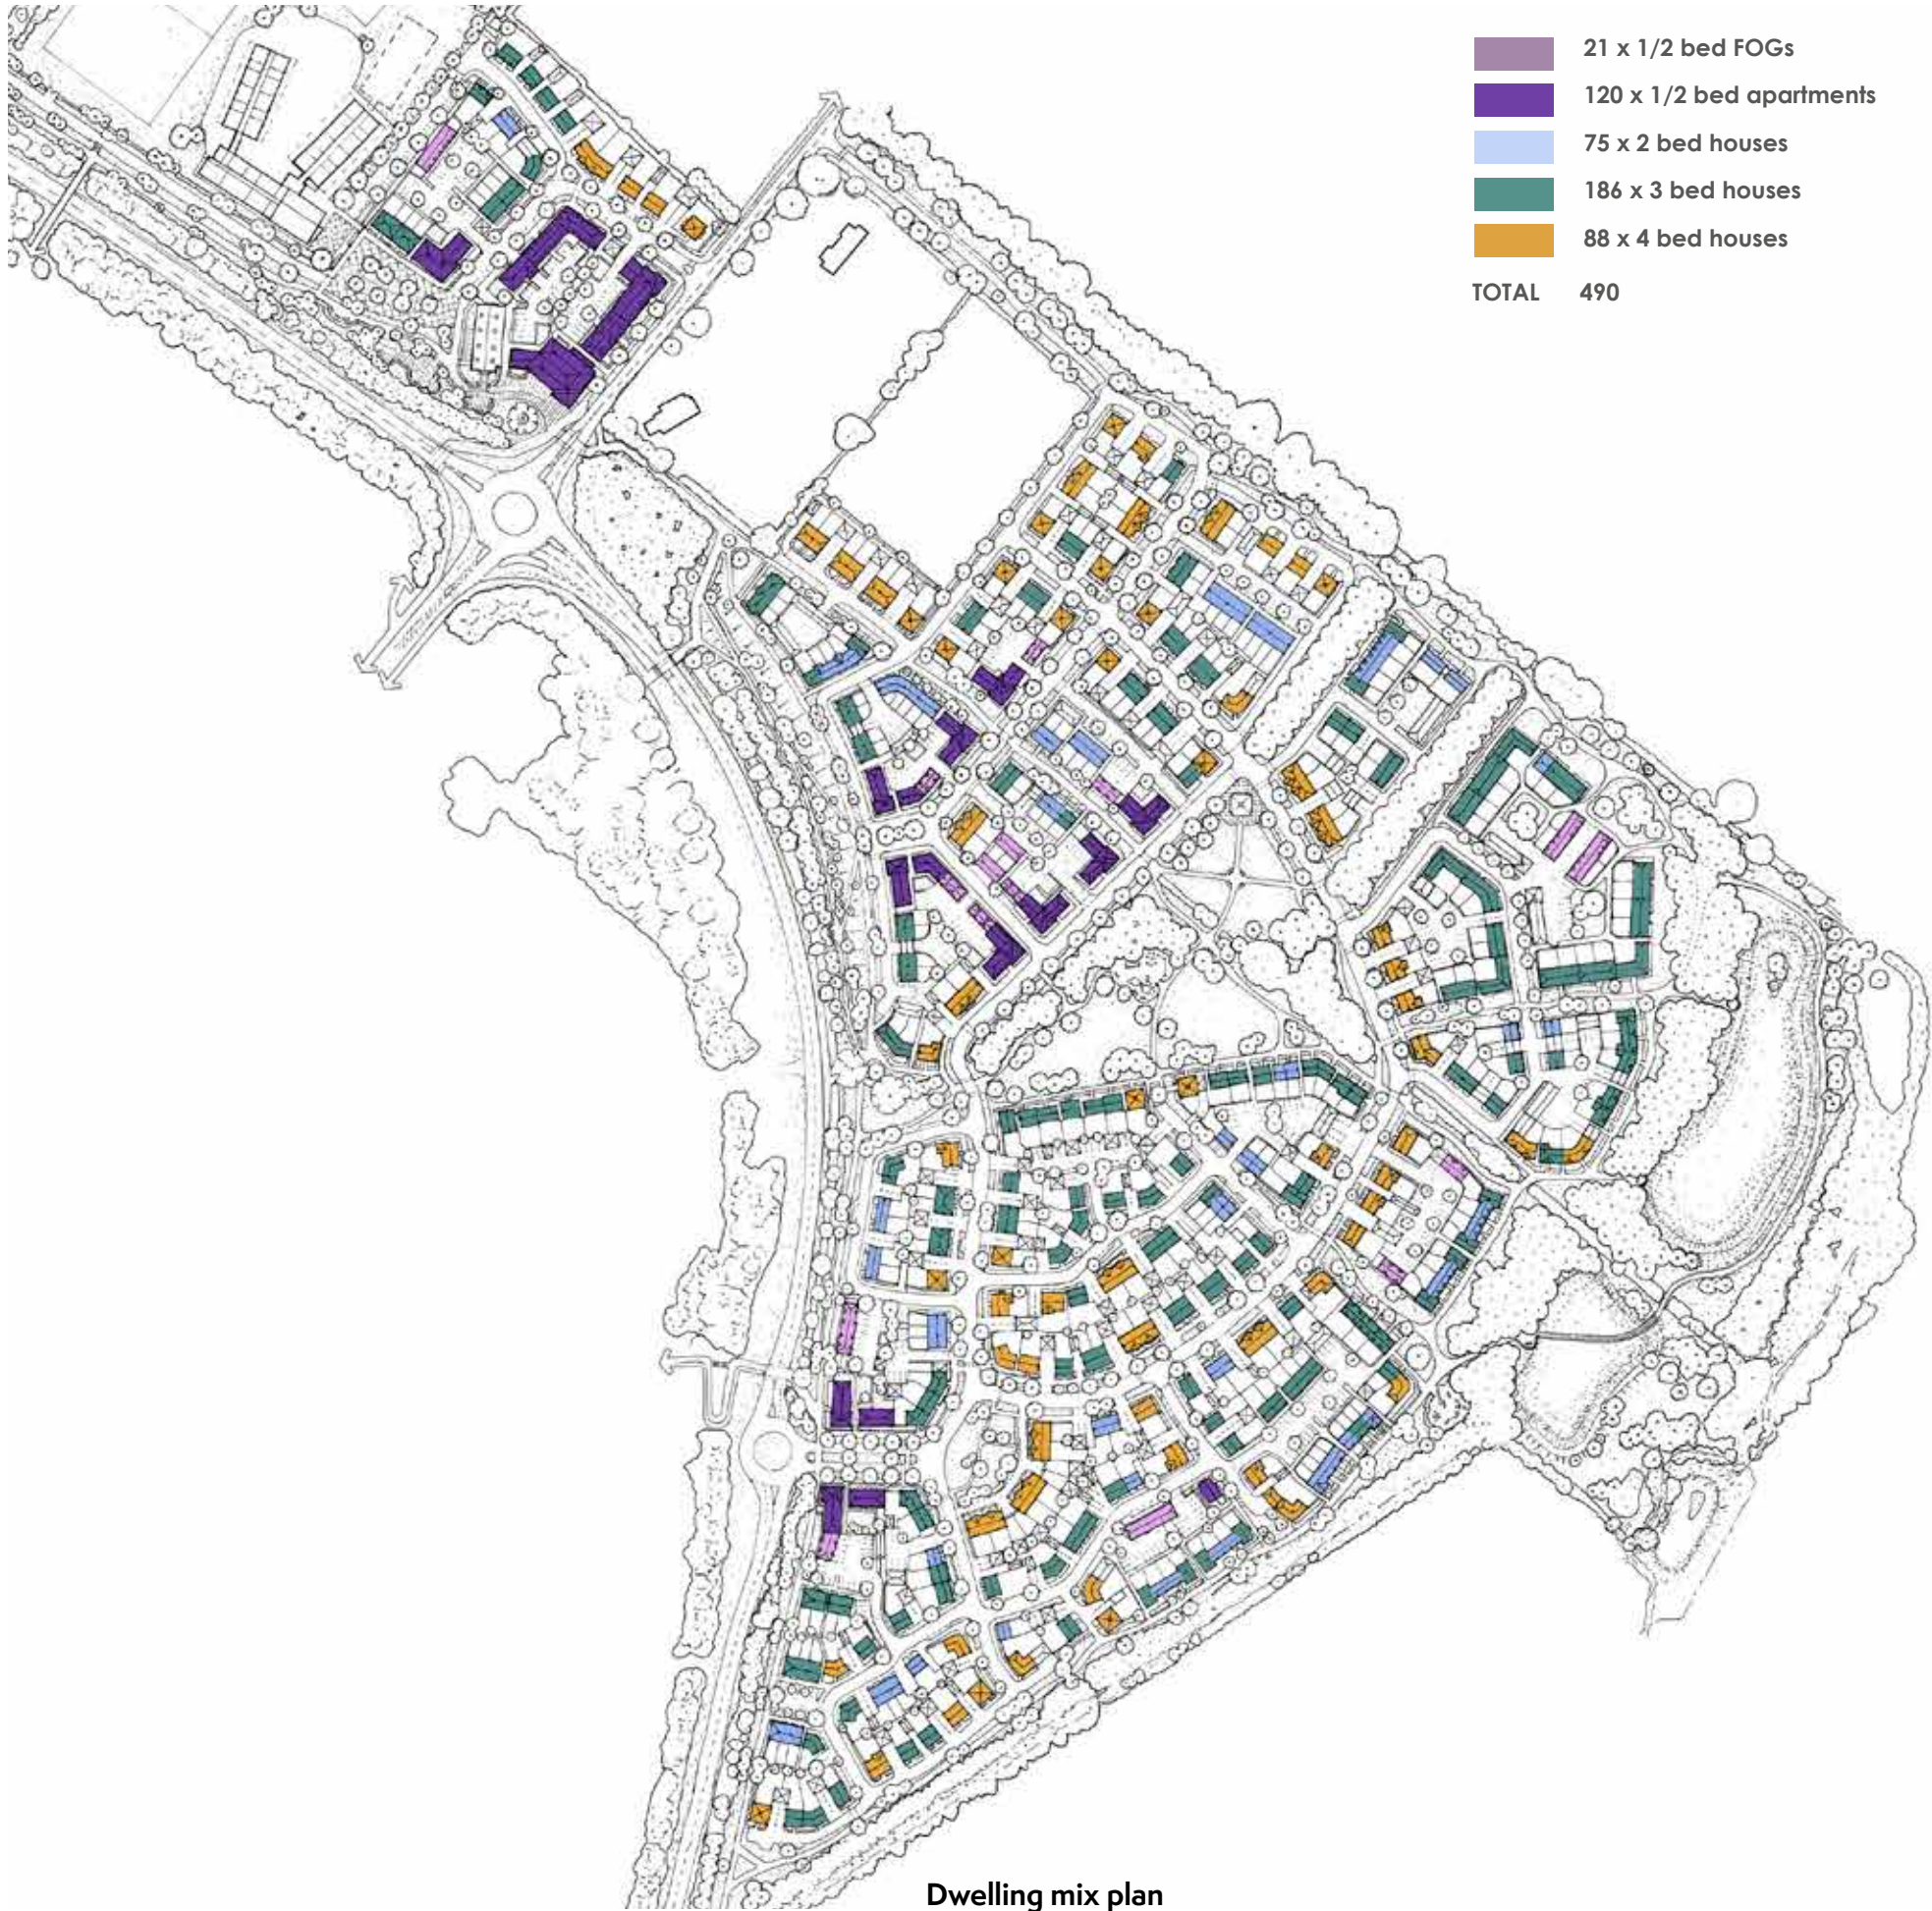 21 x 1/2 bed FOGs
120 x 1/2 bed apartments
75 x 2 bed houses
186 x 3 bed houses
88 x 4 bed houses
TOTAL 490
Dwelling mix plan